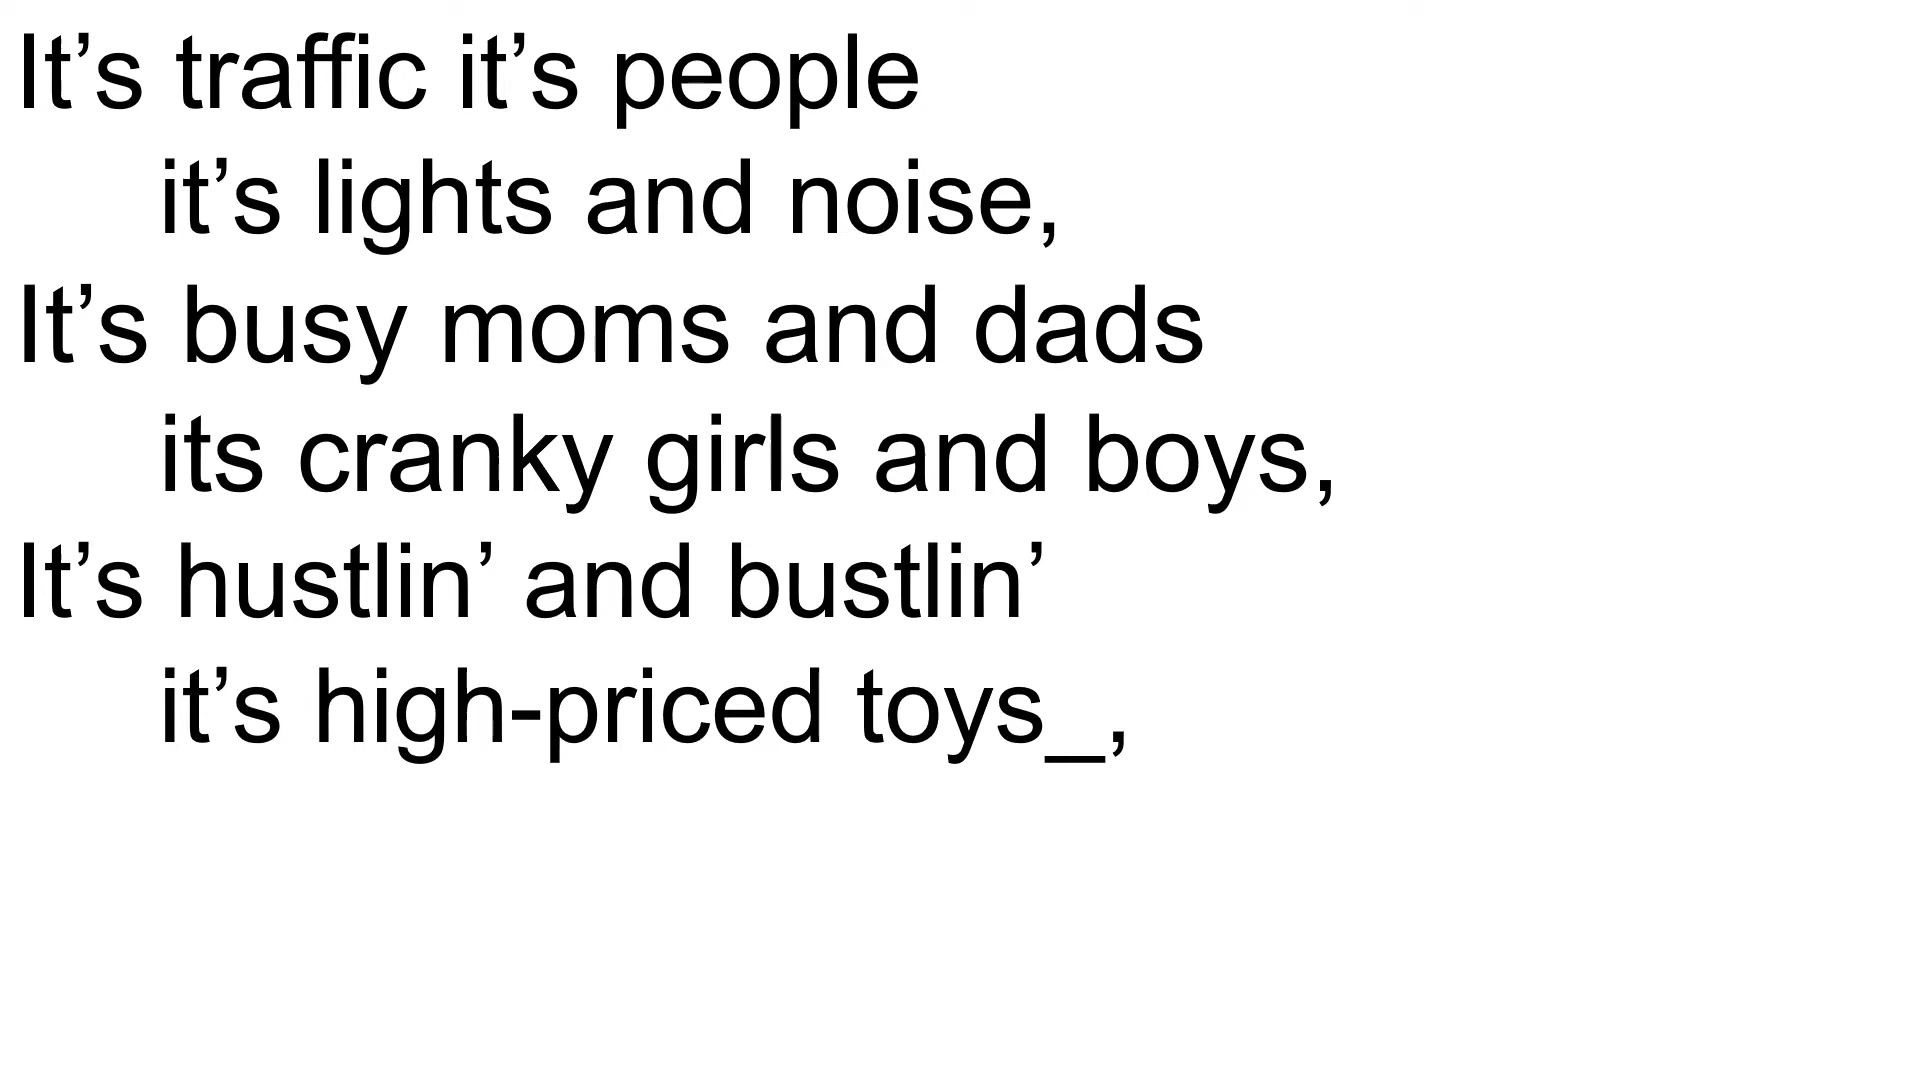 It’s traffic it’s people
it’s lights and noise,
It’s busy moms and dads
its cranky girls and boys,
It’s hustlin’ and bustlin’
it’s high-priced toys_,